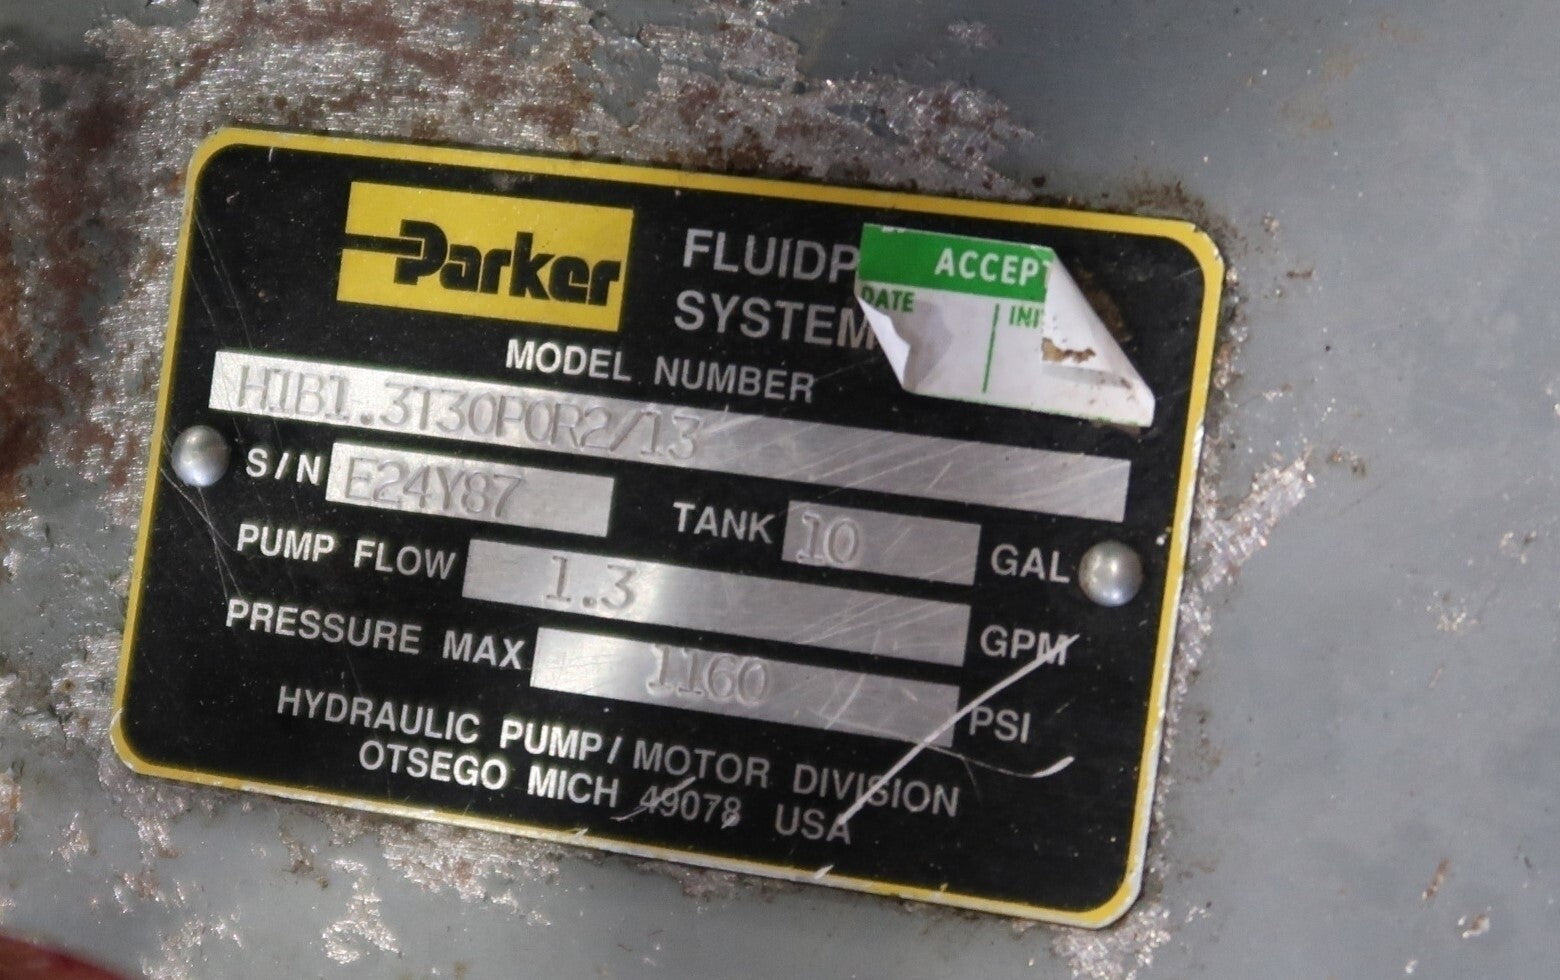 Parker
FLUIDP
SYSTEM
ACCEPT
DATE
INIT
MODEL NUMBER
H1B1.3T30P0R2/13
S/N E24Y87
TANK 10 GAL
PUMP FLOW 1.3 GPM
PRESSURE MAX 1160 PSI
HYDRAULIC PUMP/MOTOR DIVISION
OTSEGO MICH 49078 USA